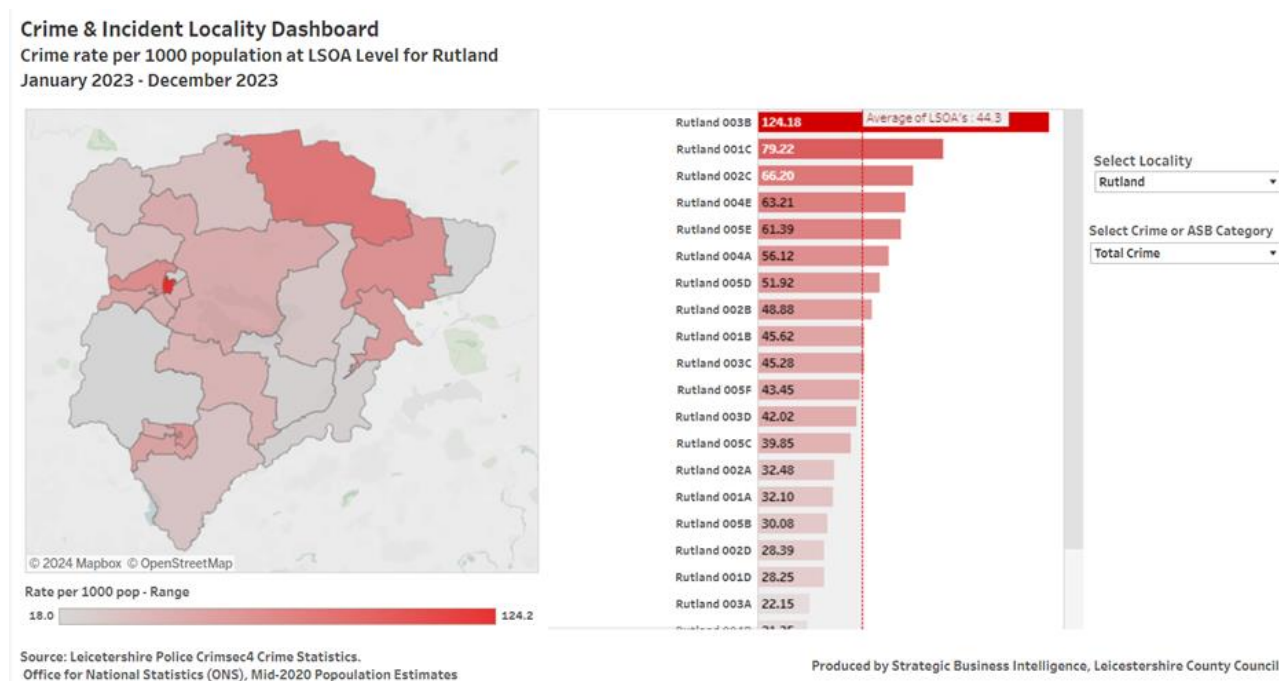 Crime & Incident Locality Dashboard
Crime rate per 1000 population at LSOA Level for Rutland
January 2023 - December 2023
© 2024 Mapbox © OpenStreetMap
Rate per 1000 pop - Range
18.0 124.2
Average of LSOA's : 44.3
Rutland 003B 124.18
Rutland 001C 79.22
Rutland 002C 66.20
Rutland 004E 63.21
Rutland 005E 61.39
Rutland 004A 56.12
Rutland 005D 51.92
Rutland 002B 48.88
Rutland 001B 45.62
Rutland 003C 45.28
Rutland 005F 43.45
Rutland 003D 42.02
Rutland 005C 39.85
Rutland 002A 32.48
Rutland 001A 32.10
Rutland 005B 30.08
Rutland 002D 28.39
Rutland 001D 28.25
Rutland 003A 22.15
Select Locality
Rutland
Select Crime or ASB Category
Total Crime
Source: Leicetershire Police Crimsec4 Crime Statistics.
Office for National Statistics (ONS), Mid-2020 Popoulation Estimates
Produced by Strategic Business Intelligence, Leicestershire County Council